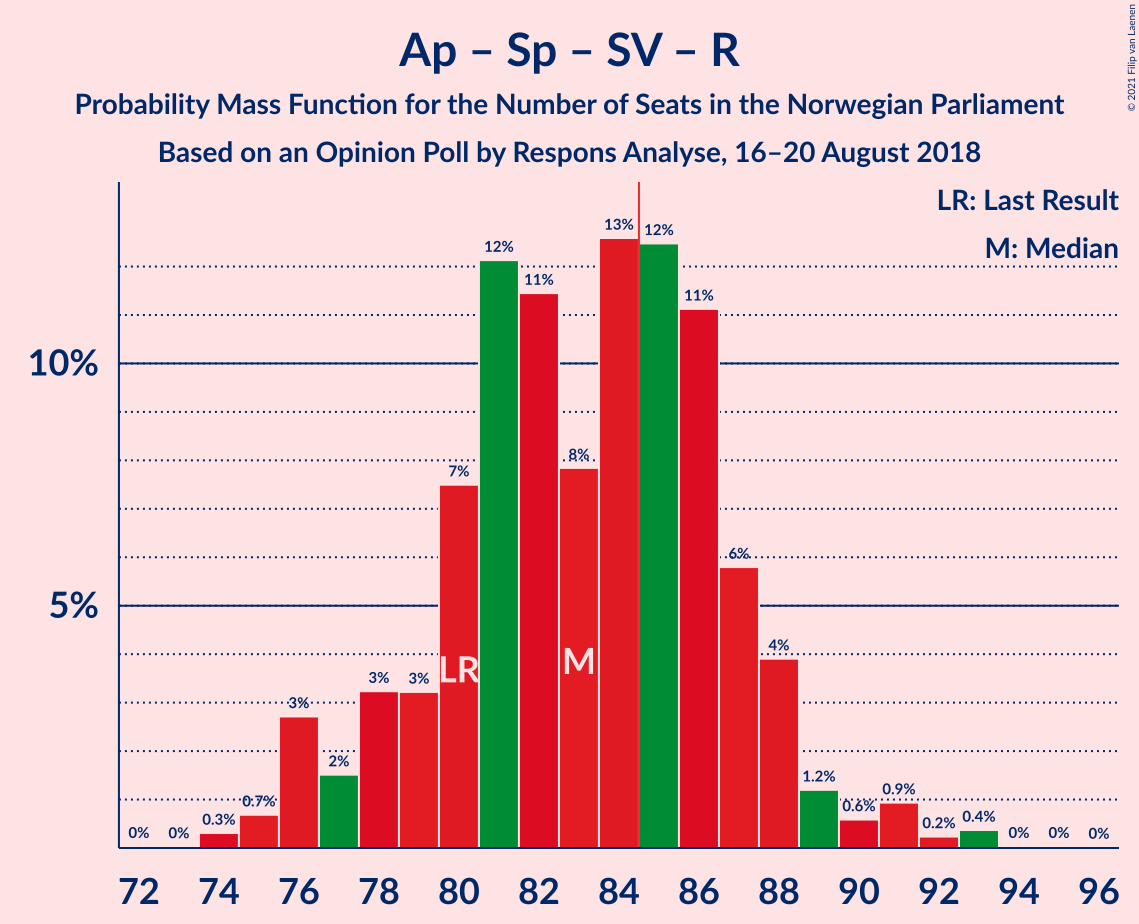 Ap – Sp – SV – R
Probability Mass Function for the Number of Seats in the Norwegian Parliament
Based on an Opinion Poll by Respons Analyse, 16–20 August 2018
© 2021 Filip van Laenen
LR: Last Result
M: Median
10%
5%
0% 0% 0.3% 0.7% 3% 2% 3% 3% 7% 12% 11% 8% 13% 12% 11% 6% 4% 1.2% 0.6% 0.9% 0.2% 0.4% 0% 0% 0%
LR M
72 74 76 78 80 82 84 86 88 90 92 94 96